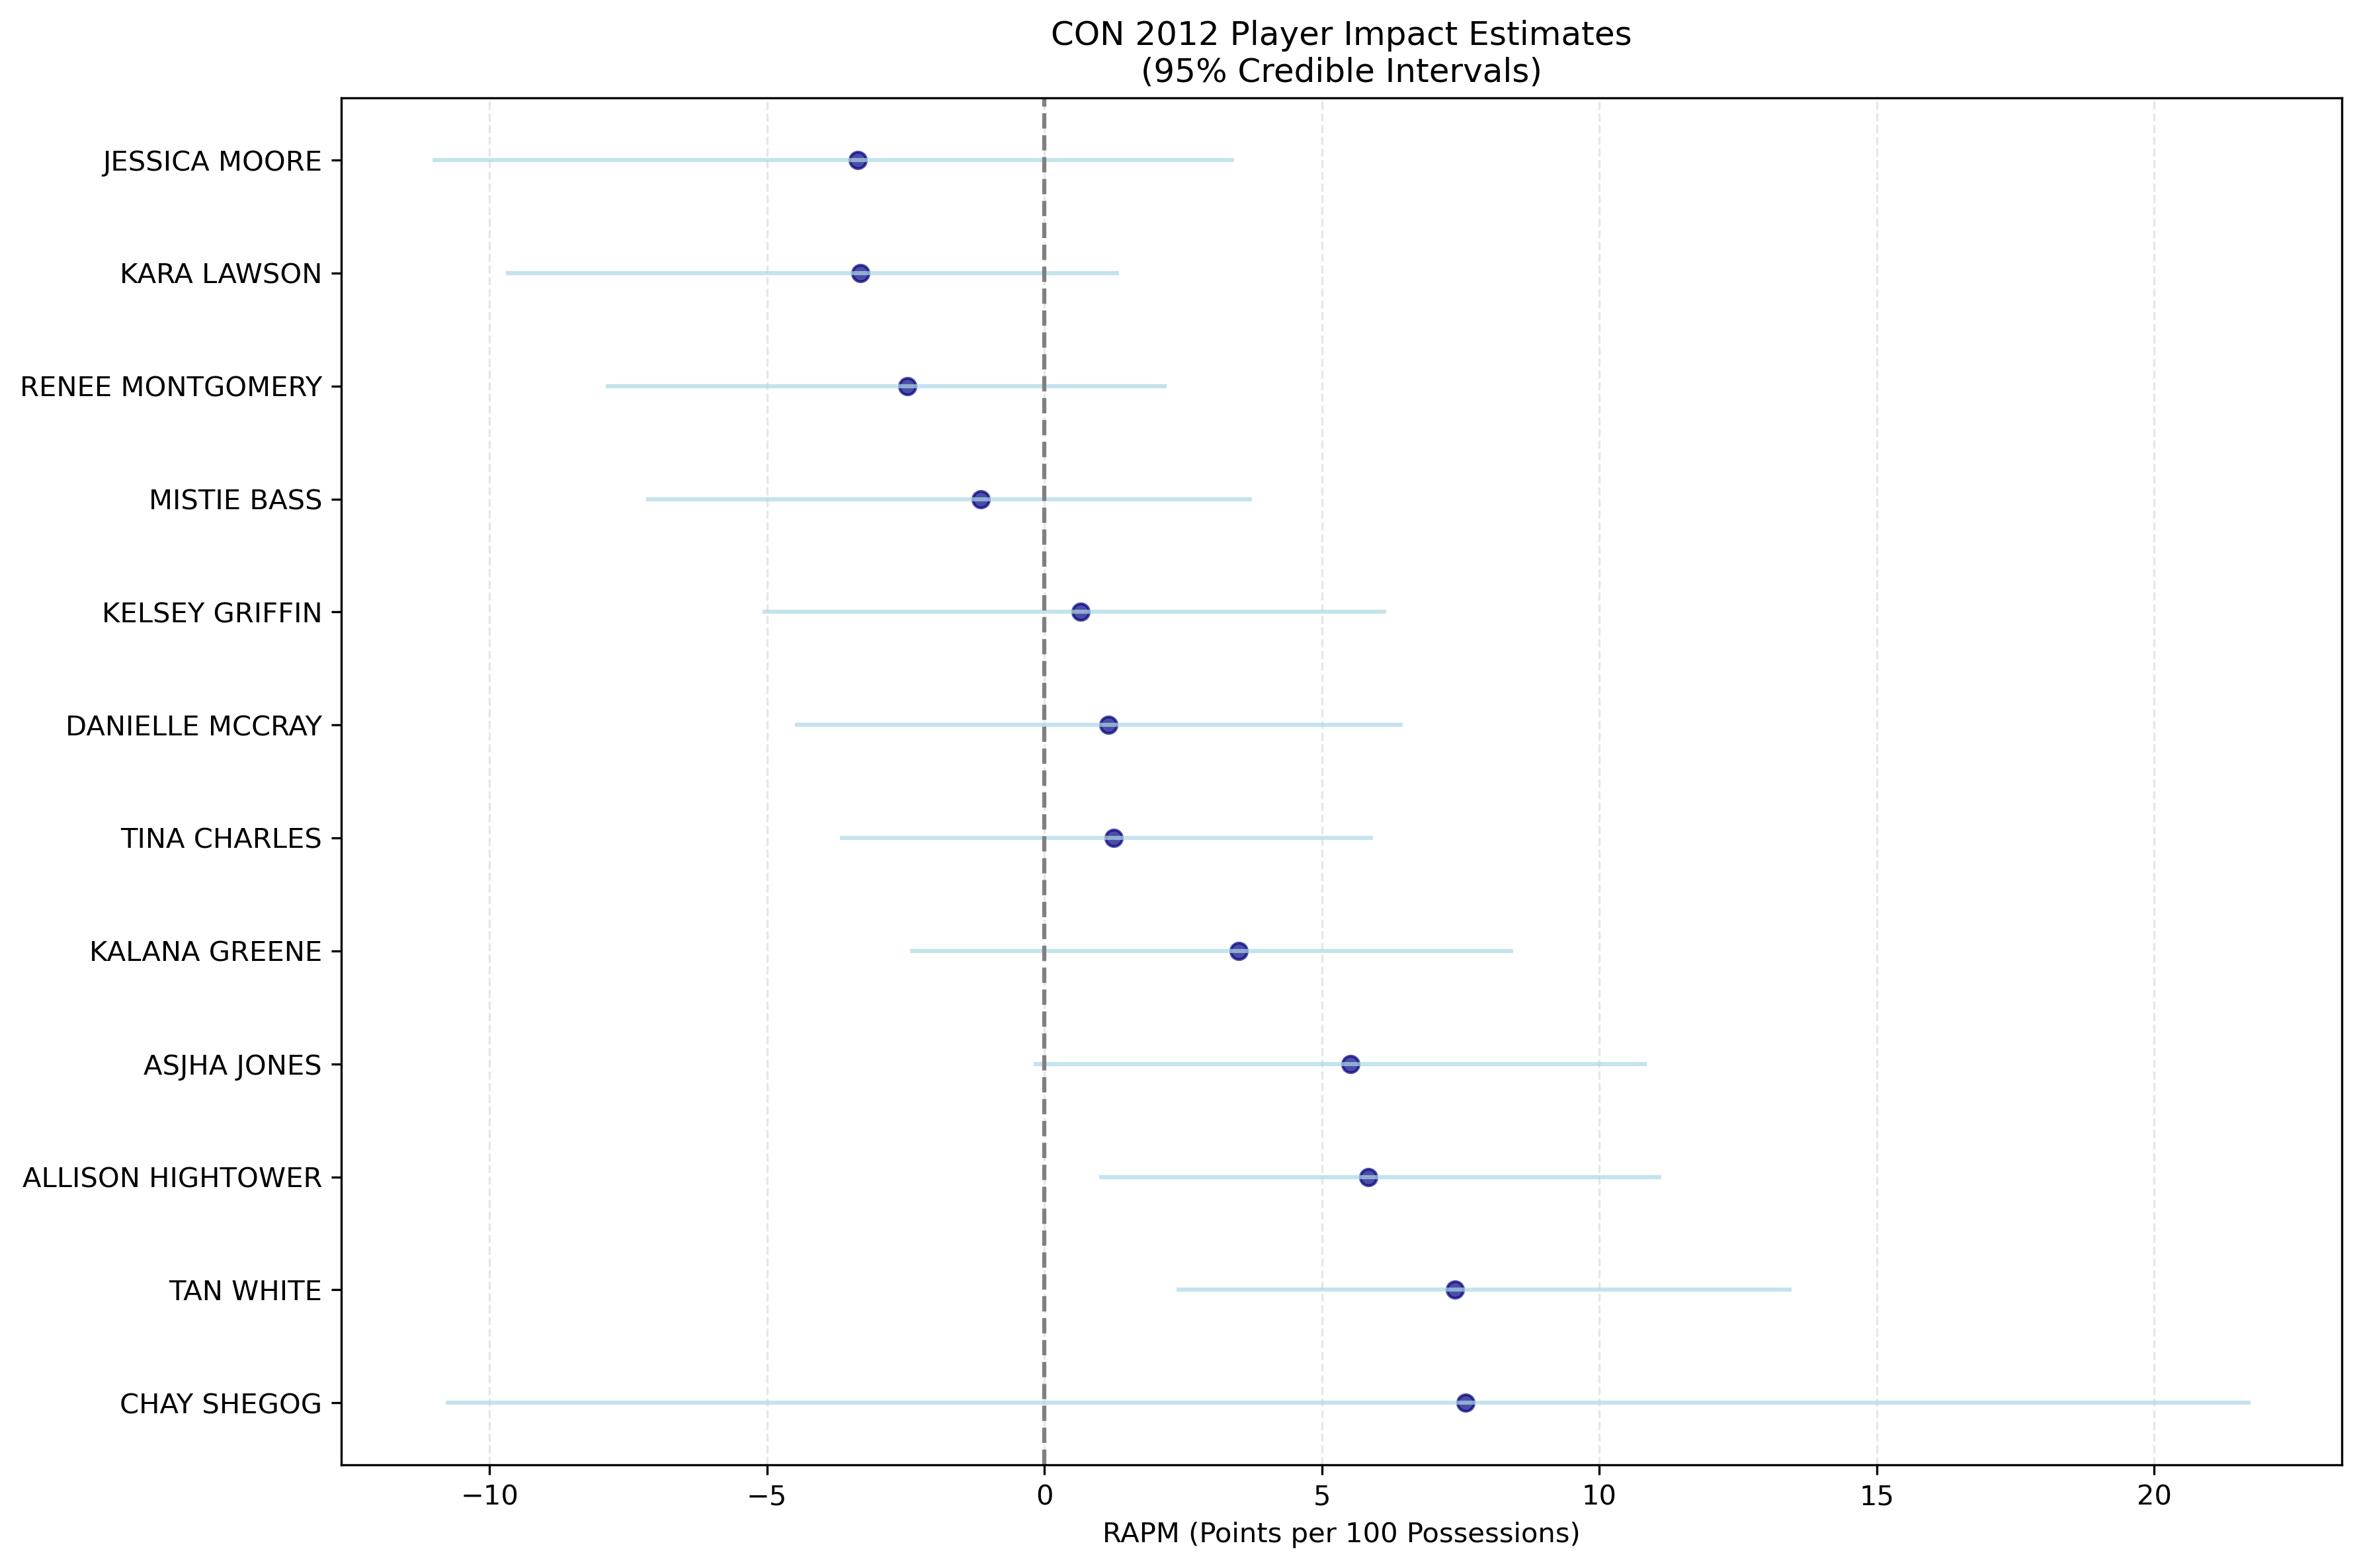 CON 2012 Player Impact Estimates
(95% Credible Intervals)
JESSICA MOORE
KARA LAWSON
RENEE MONTGOMERY
MISTIE BASS
KELSEY GRIFFIN
DANIELLE MCCRAY
TINA CHARLES
KALANA GREENE
ASJHA JONES
ALLISON HIGHTOWER
TAN WHITE
CHAY SHEGOG
−10 −5 0 5 10 15 20
RAPM (Points per 100 Possessions)